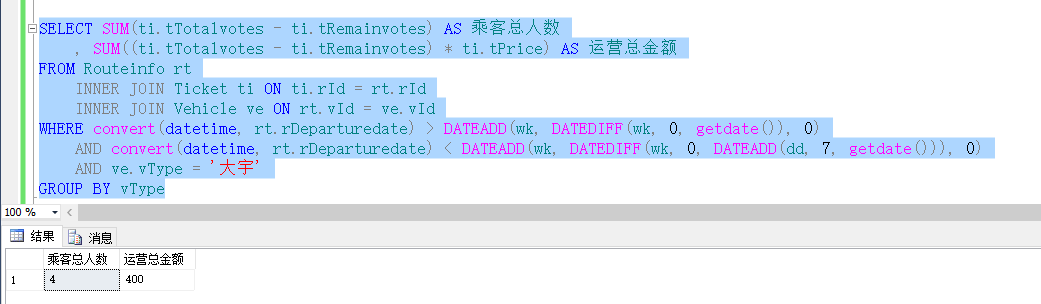 SELECT SUM(ti.tTotalvotes - ti.tRemainvotes) AS 乘客总人数
, SUM((ti.tTotalvotes - ti.tRemainvotes) * ti.tPrice) AS 运营总金额
FROM Routeinfo rt
INNER JOIN Ticket ti ON ti.rId = rt.rId
INNER JOIN Vehicle ve ON rt.vId = ve.vId
WHERE convert(datetime, rt.rDeparturedate) > DATEADD(wk, DATEDIFF(wk, 0, getdate()), 0)
AND convert(datetime, rt.rDeparturedate) < DATEADD(wk, DATEDIFF(wk, 0, DATEADD(dd, 7, getdate())), 0)
AND ve.vType = '大宇'
GROUP BY vType
100 %
结果 消息
乘客总人数 运营总金额
1 4 400